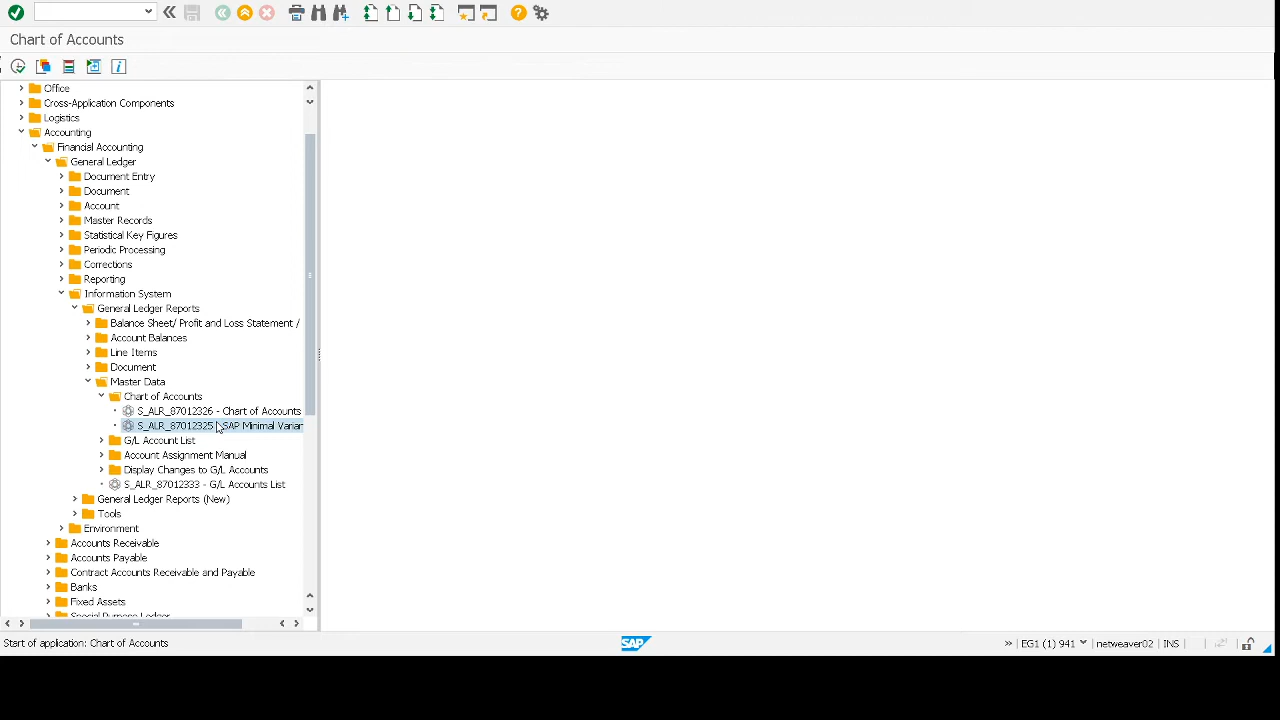 Chart of Accounts
Office
Cross-Application Components
Logistics
Accounting
Financial Accounting
General Ledger
Document Entry
Document
Account
Master Records
Statistical Key Figures
Periodic Processing
Corrections
Reporting
Information System
General Ledger Reports
Balance Sheet/ Profit and Loss Statement /
Account Balances
Line Items
Document
Master Data
Chart of Accounts
S_ALR_87012326 - Chart of Accounts
S_ALR_87012325 SAP Minimal Varian
G/L Account List
Account Assignment Manual
Display Changes to G/L Accounts
S_ALR_87012333 - G/L Accounts List
General Ledger Reports (New)
Tools
Environment
Accounts Receivable
Accounts Payable
Contract Accounts Receivable and Payable
Banks
Fixed Assets
Special Purpose Ledger
Start of application: Chart of Accounts
SAP
» EG1 (1) 941
netweaver02
INS